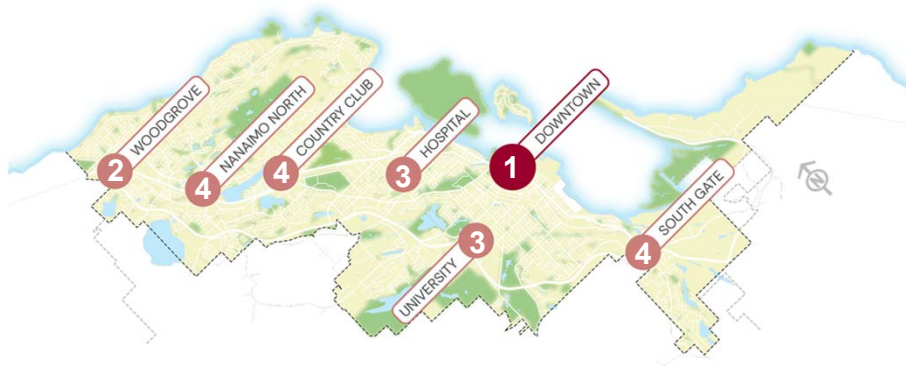 2 WOODGROVE
4 NANAIMO NORTH
4 COUNTRY CLUB
3 HOSPITAL
1 DOWNTOWN
3 UNIVERSITY
4 SOUTH GATE
N